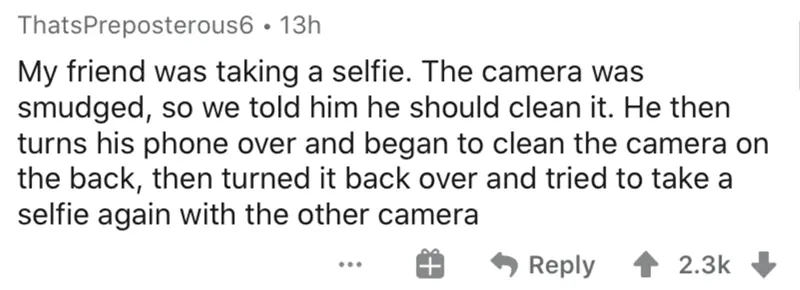 ThatsPreposterous6 • 13h
My friend was taking a selfie. The camera was
smudged, so we told him he should clean it. He then
turns his phone over and began to clean the camera on
the back, then turned it back over and tried to take a
selfie again with the other camera
... Reply 2.3k